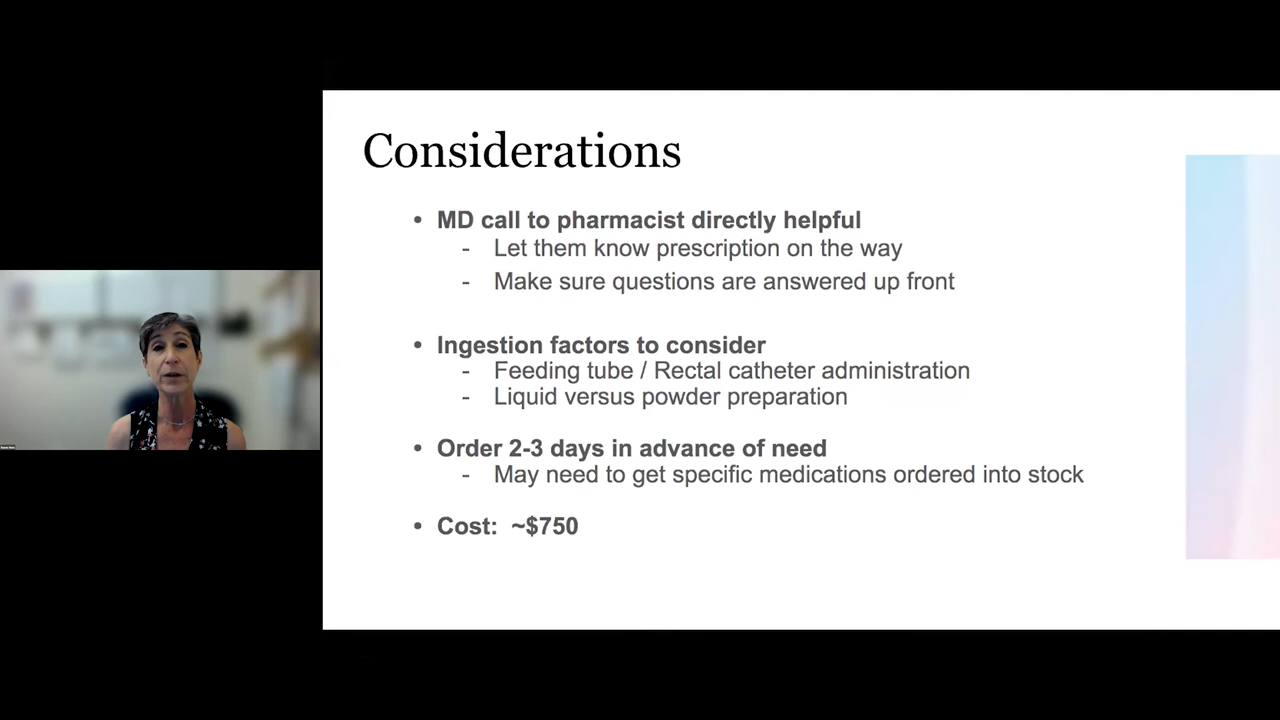 Considerations
• MD call to pharmacist directly helpful
- Let them know prescription on the way
- Make sure questions are answered up front
• Ingestion factors to consider
- Feeding tube / Rectal catheter administration
- Liquid versus powder preparation
• Order 2-3 days in advance of need
- May need to get specific medications ordered into stock
• Cost: ~$750